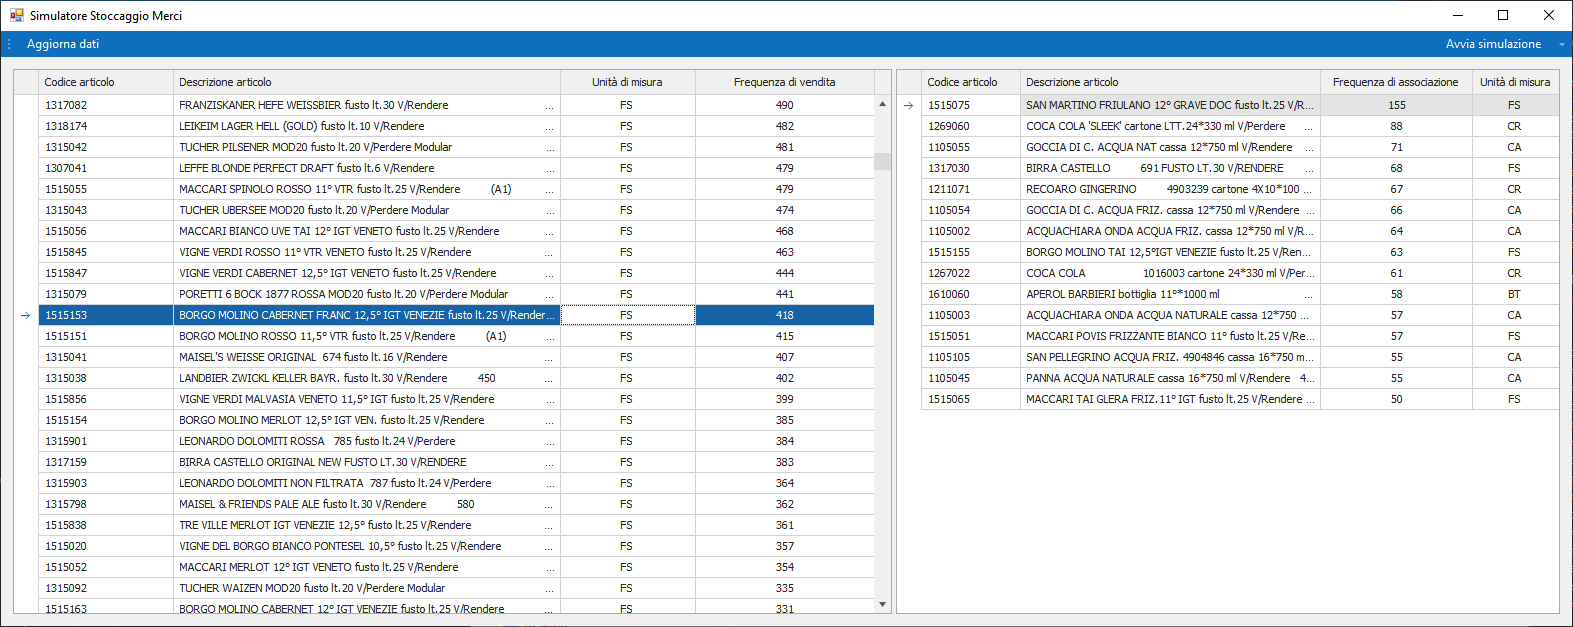 Simulatore Stoccaggio Merci
Aggiorna dati Avvia simulazione
Codice articolo Descrizione articolo Unità di misura Frequenza di vendita
1317082 FRANZISKANER HEFE WEISSBIER fusto lt.30 V/Rendere ... FS 490
1318174 LEIKEIM LAGER HELL (GOLD) fusto lt.10 V/Rendere ... FS 482
1315042 TUCHER PILSENER MOD20 fusto lt.20 V/Perdere Modular ... FS 481
1307041 LEFFE BLONDE PERFECT DRAFT fusto lt.6 V/Rendere ... FS 479
1515055 MACCARI SPINOLO ROSSO 11° VTR fusto lt.25 V/Rendere (A1) ... FS 479
1315043 TUCHER UBERSEE MOD20 fusto lt.20 V/Perdere Modular ... FS 474
1515056 MACCARI BIANCO UVE TAI 12° IGT VENETO fusto lt.25 V/Rendere ... FS 468
1515845 VIGNE VERDI ROSSO 11° VTR VENETO fusto lt.25 V/Rendere ... FS 463
1515847 VIGNE VERDI CABERNET 12,5° IGT VENETO fusto lt.25 V/Rendere ... FS 444
1315079 PORETTI 6 BOCK 1877 ROSSA MOD20 fusto lt.20 V/Perdere Modular ... FS 441
1515153 BORGO MOLINO CABERNET FRANC 12,5° IGT VENEZIE fusto lt.25 V/Render... FS 418
1515151 BORGO MOLINO ROSSO 11,5° VTR fusto lt.25 V/Rendere (A1) ... FS 415
1315041 MAISEL'S WEISSE ORIGINAL 674 fusto lt.16 V/Rendere ... FS 407
1315038 LANDBIER ZWICKL KELLER BAYR. fusto lt.30 V/Rendere 450 ... FS 402
1515856 VIGNE VERDI MALVASIA VENETO 11,5° IGT fusto lt.25 V/Rendere ... FS 399
1515154 BORGO MOLINO MERLOT 12,5° IGT VEN. fusto lt.25 V/Rendere ... FS 385
1315901 LEONARDO DOLOMITI ROSSA 785 fusto lt.24 V/Perdere ... FS 384
1317159 BIRRA CASTELLO ORIGINAL NEW FUSTO LT.30 V/RENDERE ... FS 383
1315903 LEONARDO DOLOMITI NON FILTRATA 787 fusto lt.24 V/Perdere ... FS 364
1315798 MAISEL & FRIENDS PALE ALE fusto lt.30 V/Rendere 580 ... FS 362
1515838 TRE VILLE MERLOT IGT VENEZIE 12,5° fusto lt.25 V/Rendere ... FS 361
1515020 VIGNE DEL BORGO BIANCO PONTESEL 10,5° fusto lt.25 V/Rendere ... FS 357
1515052 MACCARI MERLOT 12° IGT VENETO fusto lt.25 V/Rendere ... FS 354
1315092 TUCHER WAIZEN MOD20 fusto lt.20 V/Perdere Modular ... FS 335
1515163 BORGO MOLINO CABERNET 12° IGT VENEZIE fusto lt.25 V/Rendere ... FS 331
Codice articolo Descrizione articolo Frequenza di associazione Unità di misura
1515075 SAN MARTINO FRIULANO 12° GRAVE DOC fusto lt.25 V/R... 155 FS
1269060 COCA COLA 'SLEEK' cartone LTT.24*330 ml V/Perdere ... 88 CR
1105055 GOCCIA DI C. ACQUA NAT cassa 12*750 ml V/Rendere ... 71 CA
1317030 BIRRA CASTELLO 691 FUSTO LT.30 V/RENDERE ... 68 FS
1211071 RECOARO GINGERINO 4903239 cartone 4X10*100 ... 67 CR
1105054 GOCCIA DI C. ACQUA FRIZ. cassa 12*750 ml V/Rendere ... 66 CA
1105002 ACQUACHIARA ONDA ACQUA FRIZ. cassa 12*750 ml V/R... 64 CA
1515155 BORGO MOLINO TAI 12,5°IGT VENEZIE fusto lt.25 V/Ren... 63 FS
1267022 COCA COLA 1016003 cartone 24*330 ml V/Per... 61 CR
1610060 APEROL BARBIERI bottiglia 11°*1000 ml ... 58 BT
1105003 ACQUACHIARA ONDA ACQUA NATURALE cassa 12*750 ... 57 CA
1515051 MACCARI POVIS FRIZZANTE BIANCO 11° fusto lt.25 V/Re... 57 FS
1105105 SAN PELLEGRINO ACQUA FRIZ. 4904846 cassa 16*750 m... 55 CA
1105045 PANNA ACQUA NATURALE cassa 16*750 ml V/Rendere 4... 55 CA
1515065 MACCARI TAI GLERA FRIZ.11° IGT fusto lt.25 V/Rendere ... 50 FS